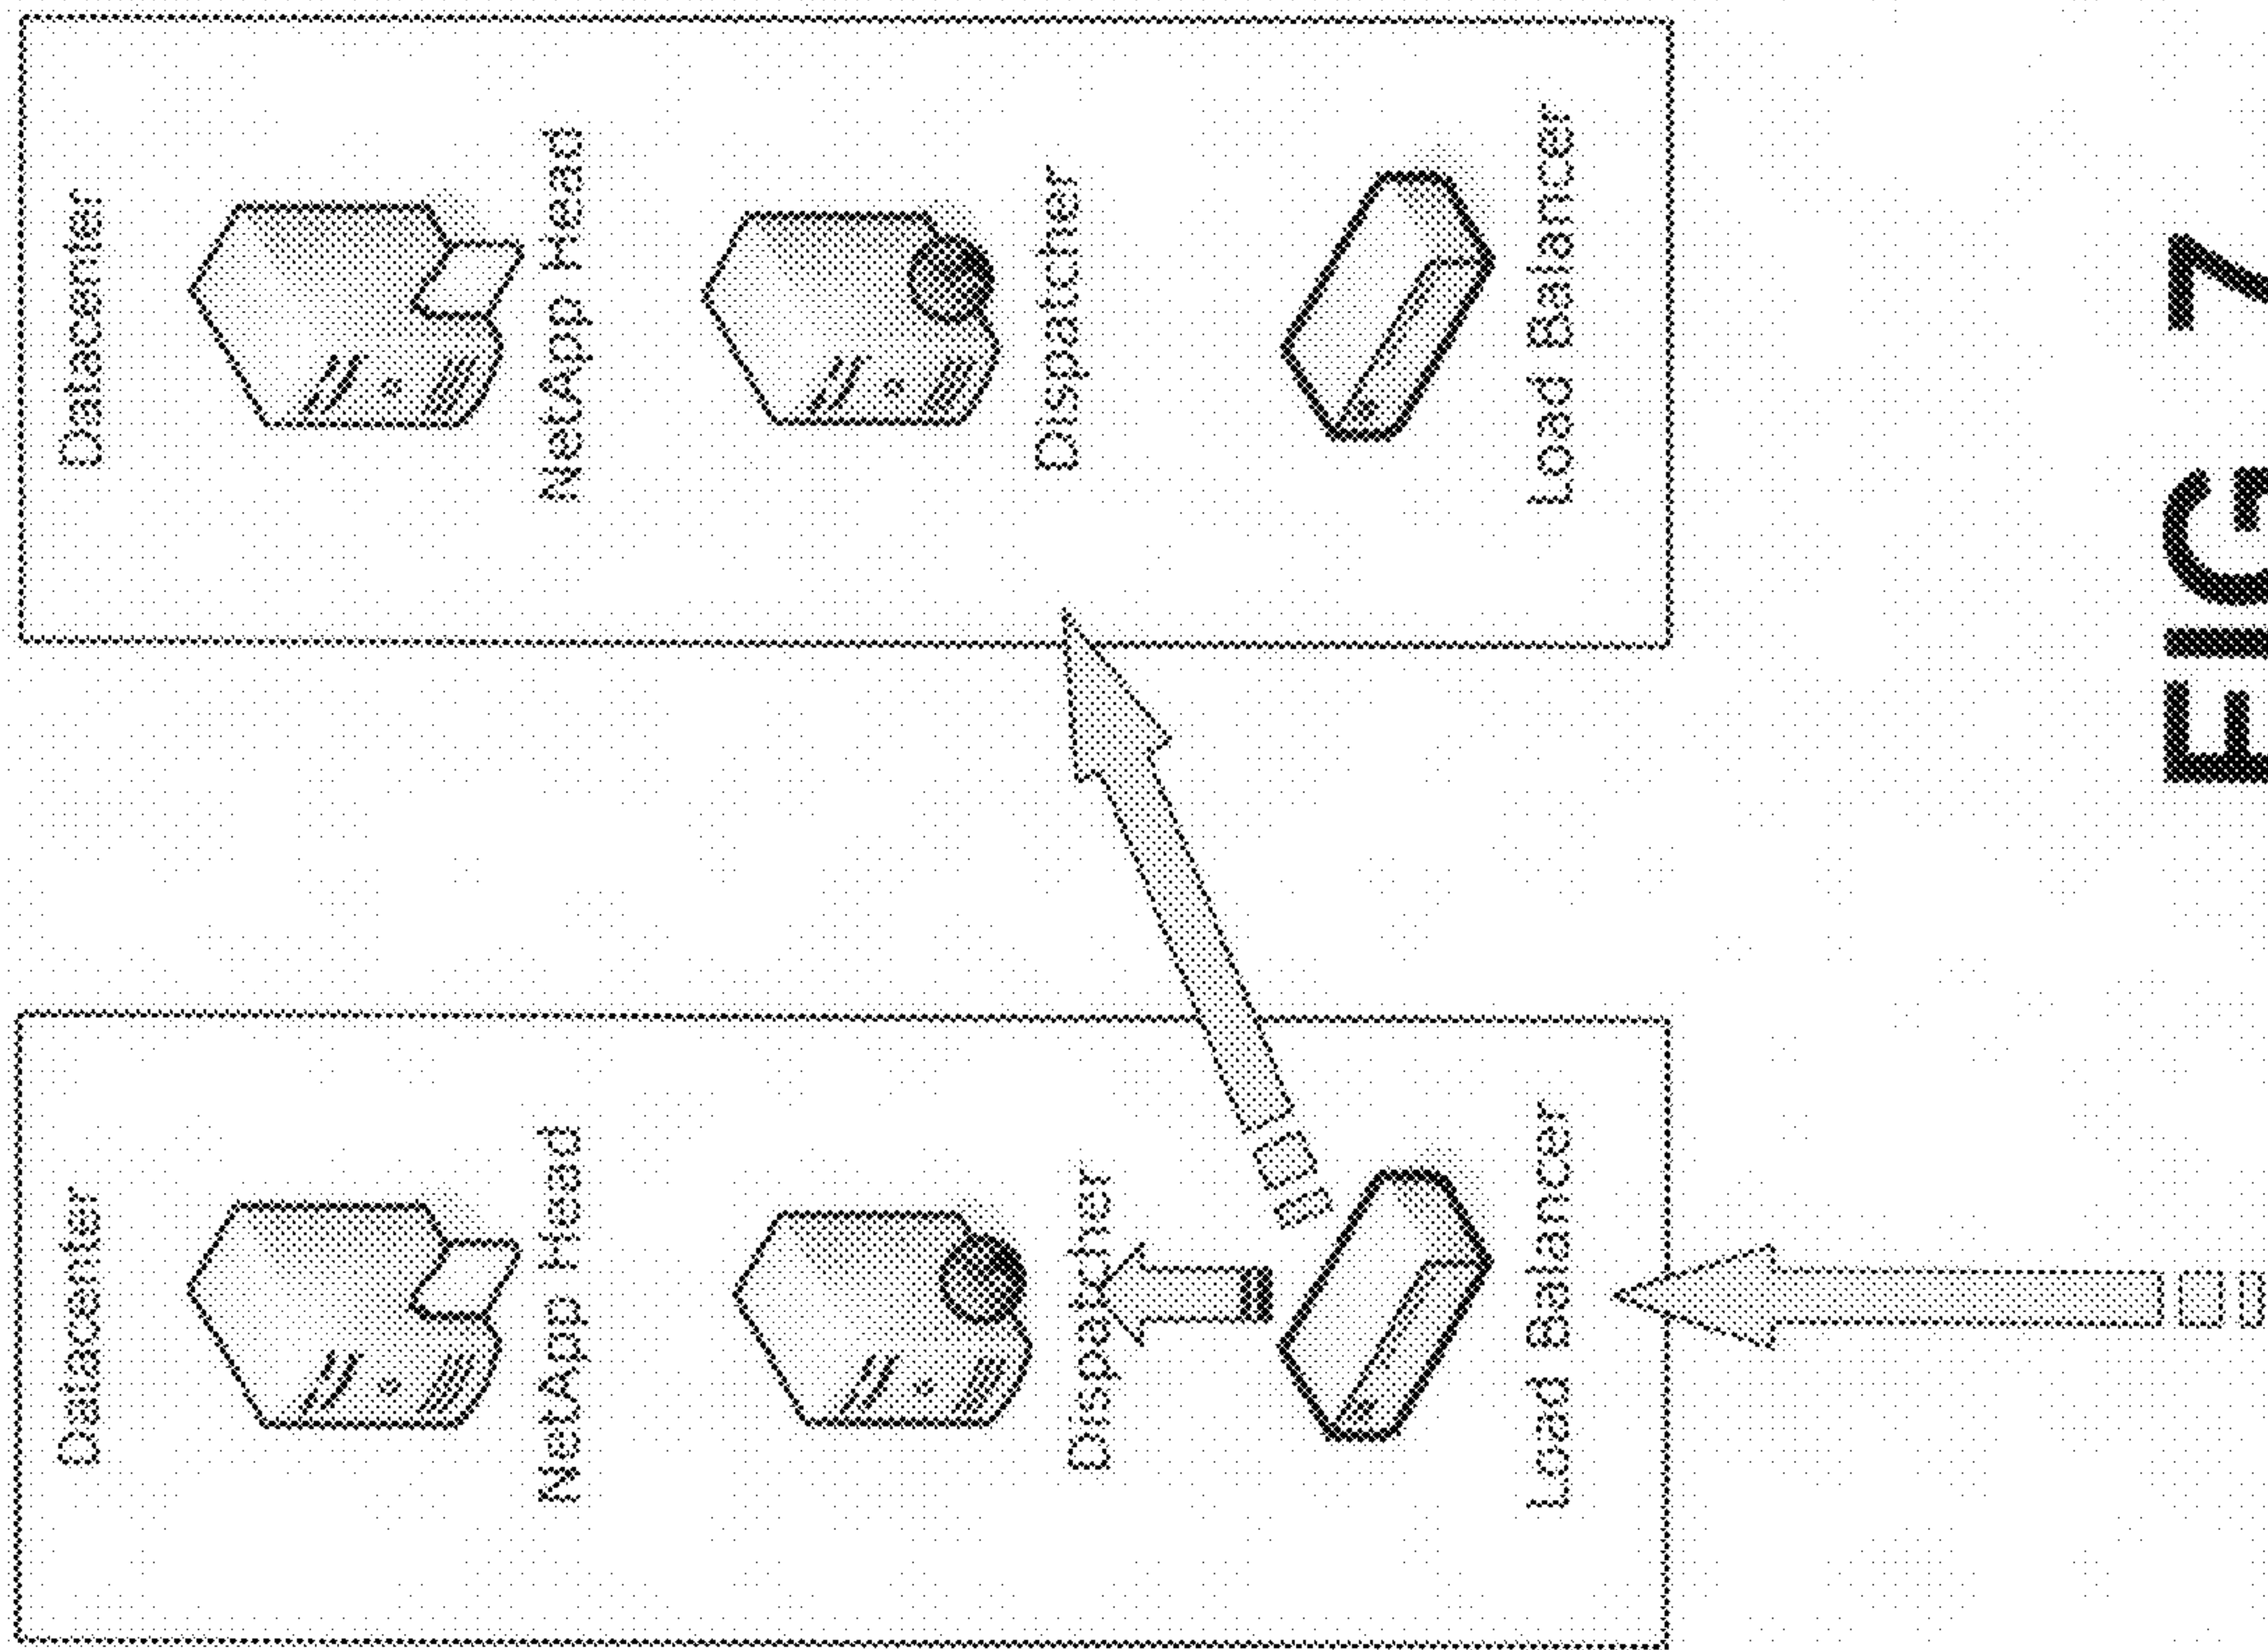 Datacenter
NetApp Head
Dispatcher
Load Balancer
Datacenter
NetApp Head
Dispatcher
Load Balancer
FIG 7